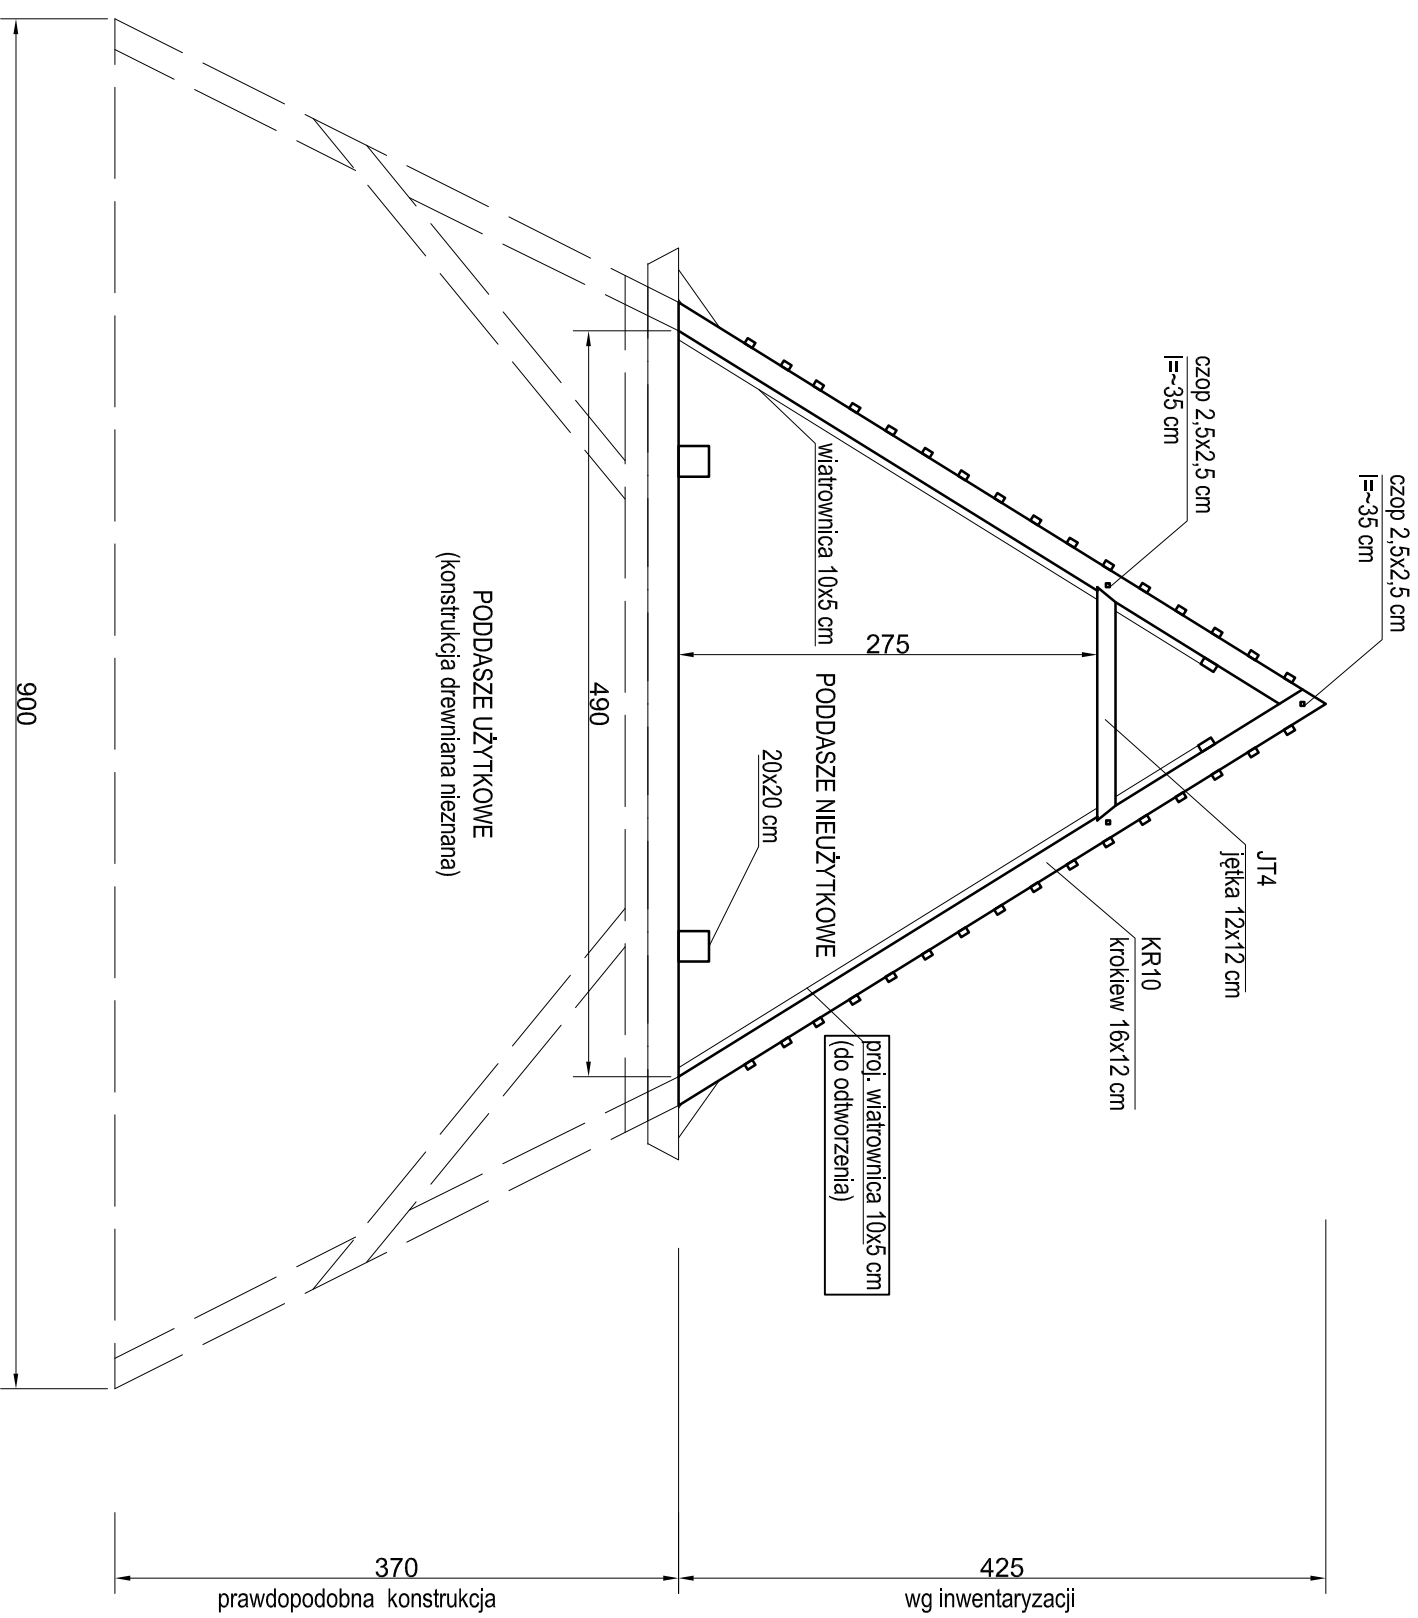 czop 2,5x2,5 cm
l=~35 cm
czop 2,5x2,5 cm
l=~35 cm
JT4
jętka 12x12 cm
KR10
krokiew 16x12 cm
wiatrownica 10x5 cm
275
PODDASZE NIEUŻYTKOWE
20x20 cm
proj. wiatrownica 10x5 cm
(do odtworzenia)
490
PODDASZE UŻYTKOWE
(konstrukcja drewniana nieznana)
900
425
wg inwentaryzacji
370
prawdopodobna konstrukcja